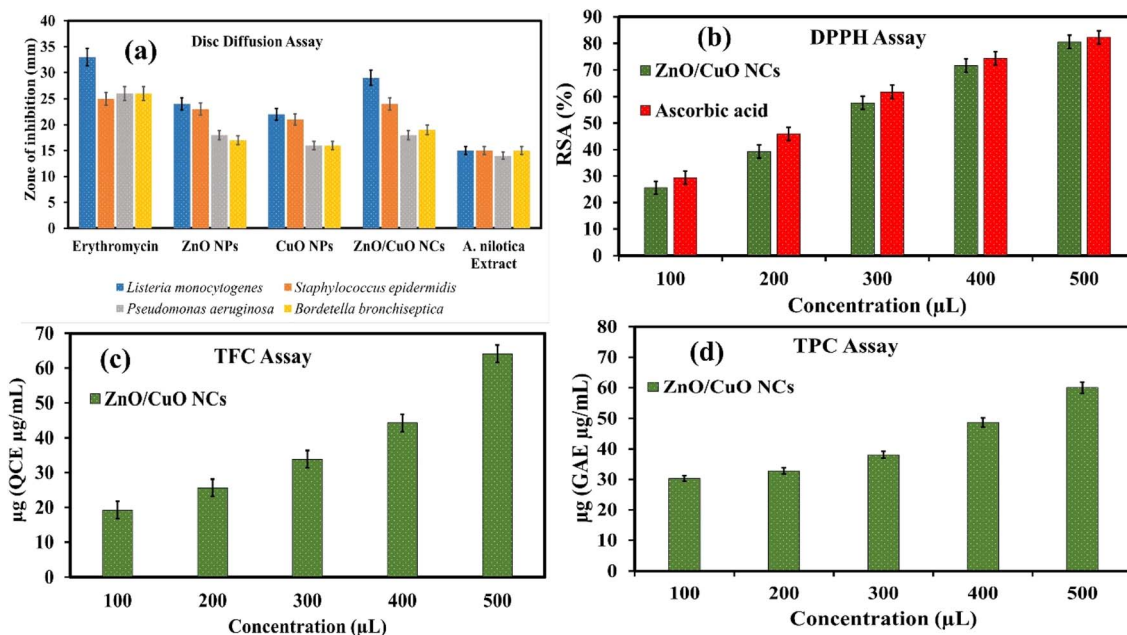 (a)
Disc Diffusion Assay
Zone of inhibition (mm)
40
35
30
25
20
15
10
5
0
Erythromycin ZnO NPs CuO NPs ZnO/CuO NCs A. nilotica
Extract
Listeria monocytogenes Staphylococcus epidermidis
Pseudomonas aeruginosa Bordetella bronchiseptica
(b)
DPPH Assay
ZnO/CuO NCs
Ascorbic acid
RSA (%)
90
80
70
60
50
40
30
20
10
0
100 200 300 400 500
Concentration (µL)
(c)
TFC Assay
ZnO/CuO NCs
µg (QCE µg/mL)
70
60
50
40
30
20
10
0
100 200 300 400 500
Concentration (µL)
(d)
TPC Assay
ZnO/CuO NCs
µg (GAE µg/mL)
80
70
60
50
40
30
20
10
0
100 200 300 400 500
Concentration (µL)